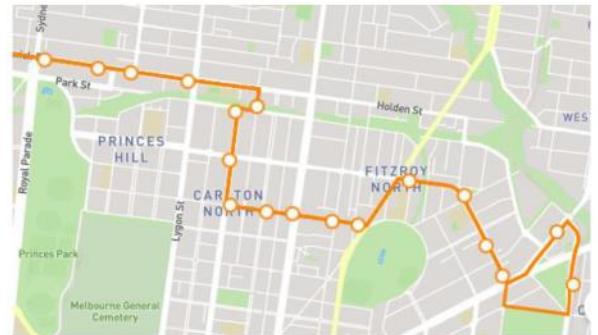 Park St
Holden St
PRINCES
HILL
FITZROY
NORTH
Royal Parade
CARLTON
NORTH
Lygon St
Princes Park
Melbourne General
Cemetery